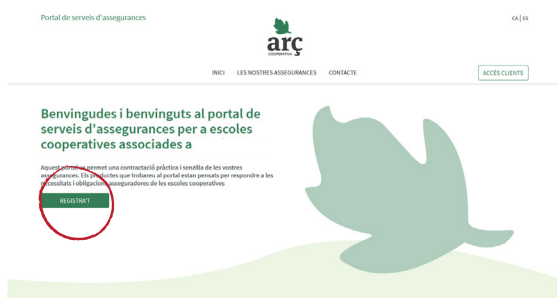 Portal de serveis d'assegurances
CA | ES
arç
COOPERATIVA
INICI LES NOSTRES ASSEGURANCES CONTACTE
ACCÉS CLIENTS
Benvingudes i benvinguts al portal de
serveis d'assegurances per a escoles
cooperatives associades a
Aquest portal us permet una contractació pràctica i senzilla de les vostres
assegurances. Els productes que trobareu al portal estan pensats per respondre a les
necessitats i obligacions asseguradores de les escoles cooperatives
REGISTRA'T